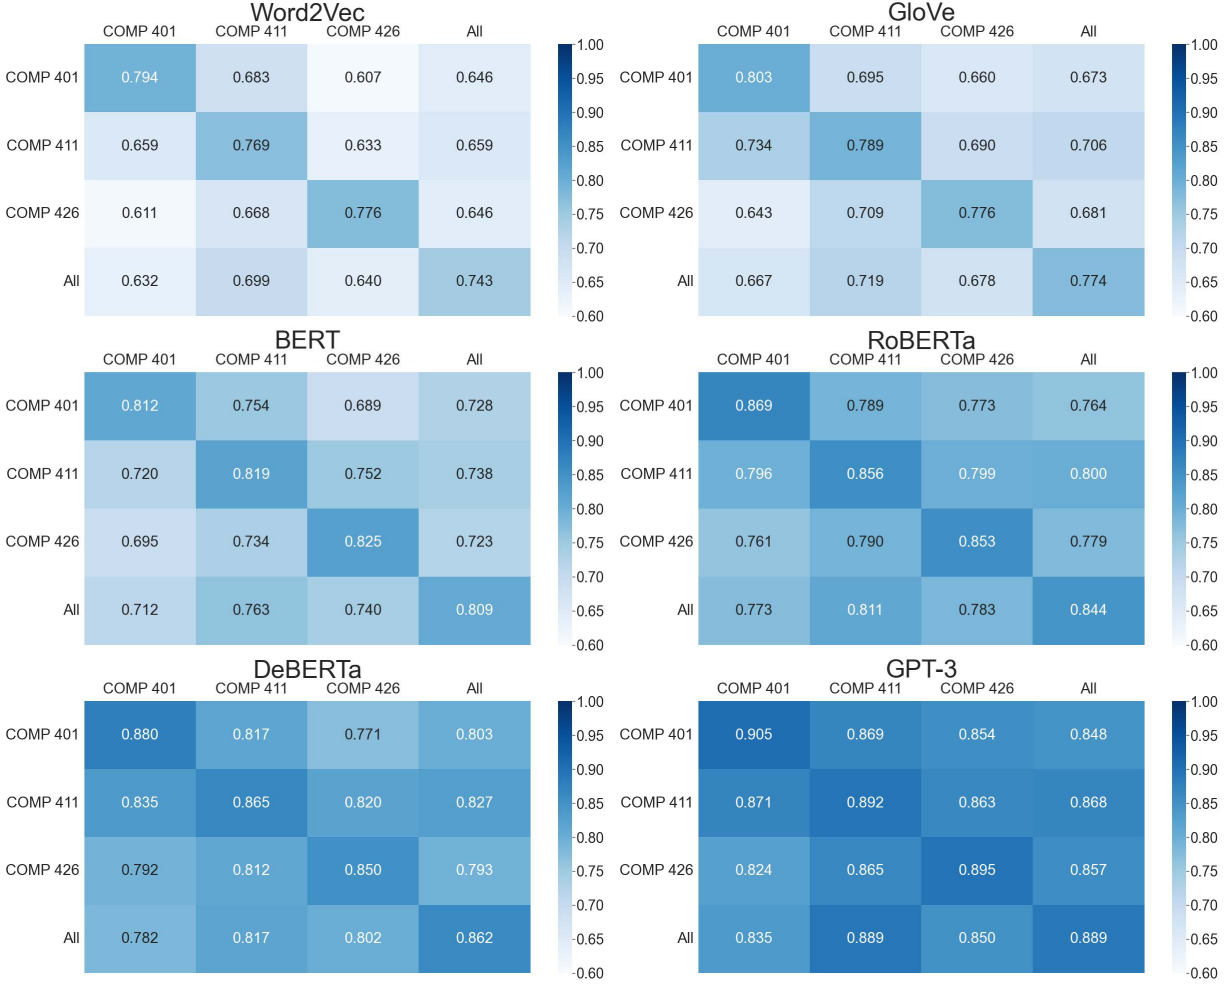 Word2Vec
COMP 401 COMP 411 COMP 426 All
COMP 401 0.794 0.683 0.607 0.646
COMP 411 0.659 0.769 0.633 0.659
COMP 426 0.611 0.668 0.776 0.646
All 0.632 0.699 0.640 0.743
1.00
0.95
0.90
0.85
0.80
0.75
0.70
0.65
0.60
GloVe
COMP 401 COMP 411 COMP 426 All
COMP 401 0.803 0.695 0.660 0.673
COMP 411 0.734 0.789 0.690 0.706
COMP 426 0.643 0.709 0.776 0.681
All 0.667 0.719 0.678 0.774
1.00
0.95
0.90
0.85
0.80
0.75
0.70
0.65
0.60
BERT
COMP 401 COMP 411 COMP 426 All
COMP 401 0.812 0.754 0.689 0.728
COMP 411 0.720 0.819 0.752 0.738
COMP 426 0.695 0.734 0.825 0.723
All 0.712 0.763 0.740 0.809
1.00
0.95
0.90
0.85
0.80
0.75
0.70
0.65
0.60
RoBERTa
COMP 401 COMP 411 COMP 426 All
COMP 401 0.869 0.789 0.773 0.764
COMP 411 0.796 0.856 0.799 0.800
COMP 426 0.761 0.790 0.853 0.779
All 0.773 0.811 0.783 0.844
1.00
0.95
0.90
0.85
0.80
0.75
0.70
0.65
0.60
DeBERTa
COMP 401 COMP 411 COMP 426 All
COMP 401 0.880 0.817 0.771 0.803
COMP 411 0.835 0.865 0.820 0.827
COMP 426 0.792 0.812 0.850 0.793
All 0.782 0.817 0.802 0.862
1.00
0.95
0.90
0.85
0.80
0.75
0.70
0.65
0.60
GPT-3
COMP 401 COMP 411 COMP 426 All
COMP 401 0.905 0.869 0.854 0.848
COMP 411 0.871 0.892 0.863 0.868
COMP 426 0.824 0.865 0.895 0.857
All 0.835 0.889 0.850 0.889
1.00
0.95
0.90
0.85
0.80
0.75
0.70
0.65
0.60